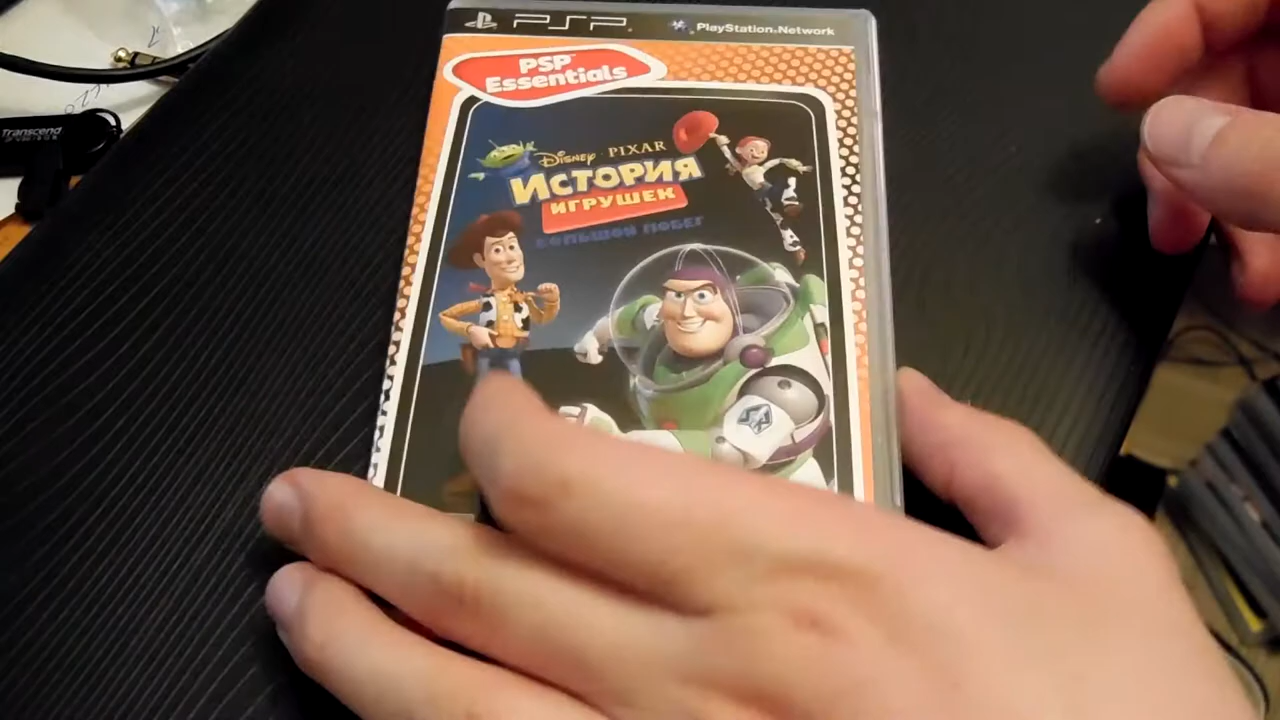 PSP
PlayStation Network
PSP
Essentials
Disney PIXAR
ИСТОРИЯ
ИГРУШЕК
БОЛЬШОЙ ПОБЕГ
Transcend